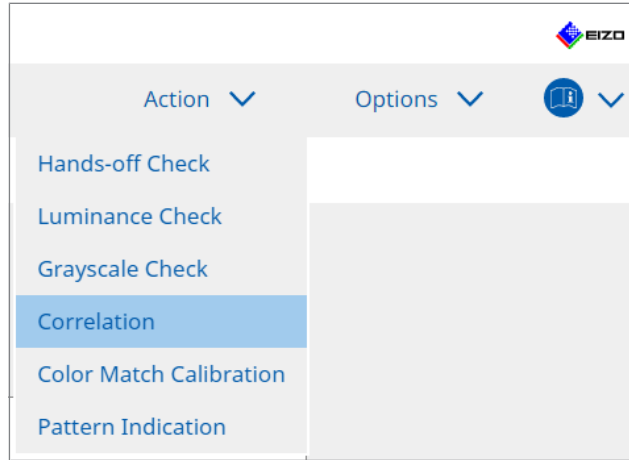 EIZO
Action
Options
Hands-off Check
Luminance Check
Grayscale Check
Correlation
Color Match Calibration
Pattern Indication